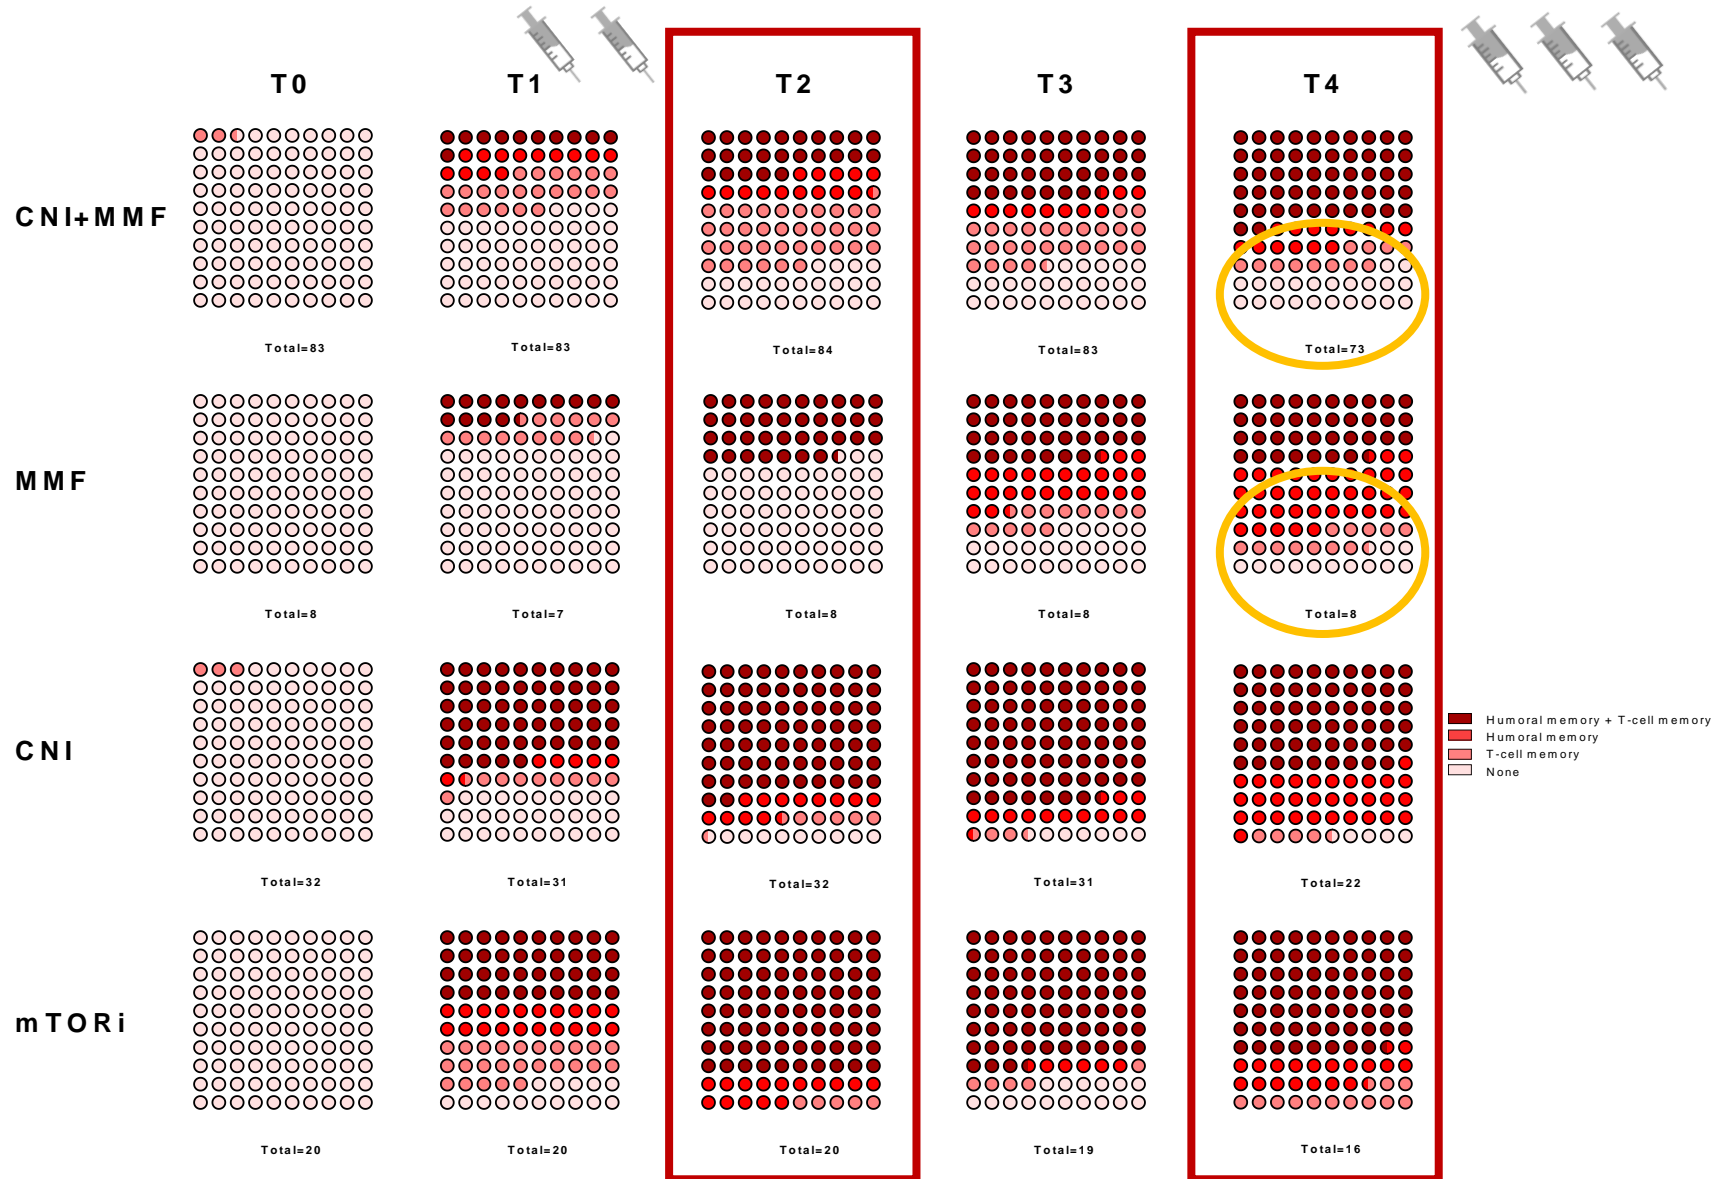 T0 T1 T2 T3 T4
CNI+MMF
Total=83 Total=83 Total=84 Total=83 Total=73
MMF
Total=8 Total=7 Total=8 Total=8 Total=8
CNI
Humoral memory + T-cell memory
Humoral memory
T-cell memory
None
Total=32 Total=31 Total=32 Total=31 Total=22
mTORi
Total=20 Total=20 Total=20 Total=19 Total=16